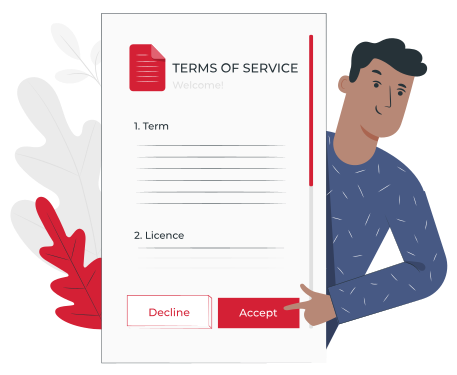 TERMS OF SERVICE
Welcome!
1. Term
2. Licence
Decline
Accept